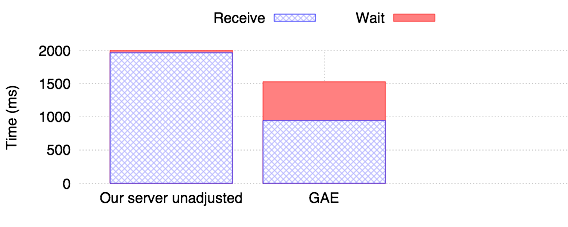 Receive Wait
2000
1500
1000
500
0
Time (ms)
Our server unadjusted GAE